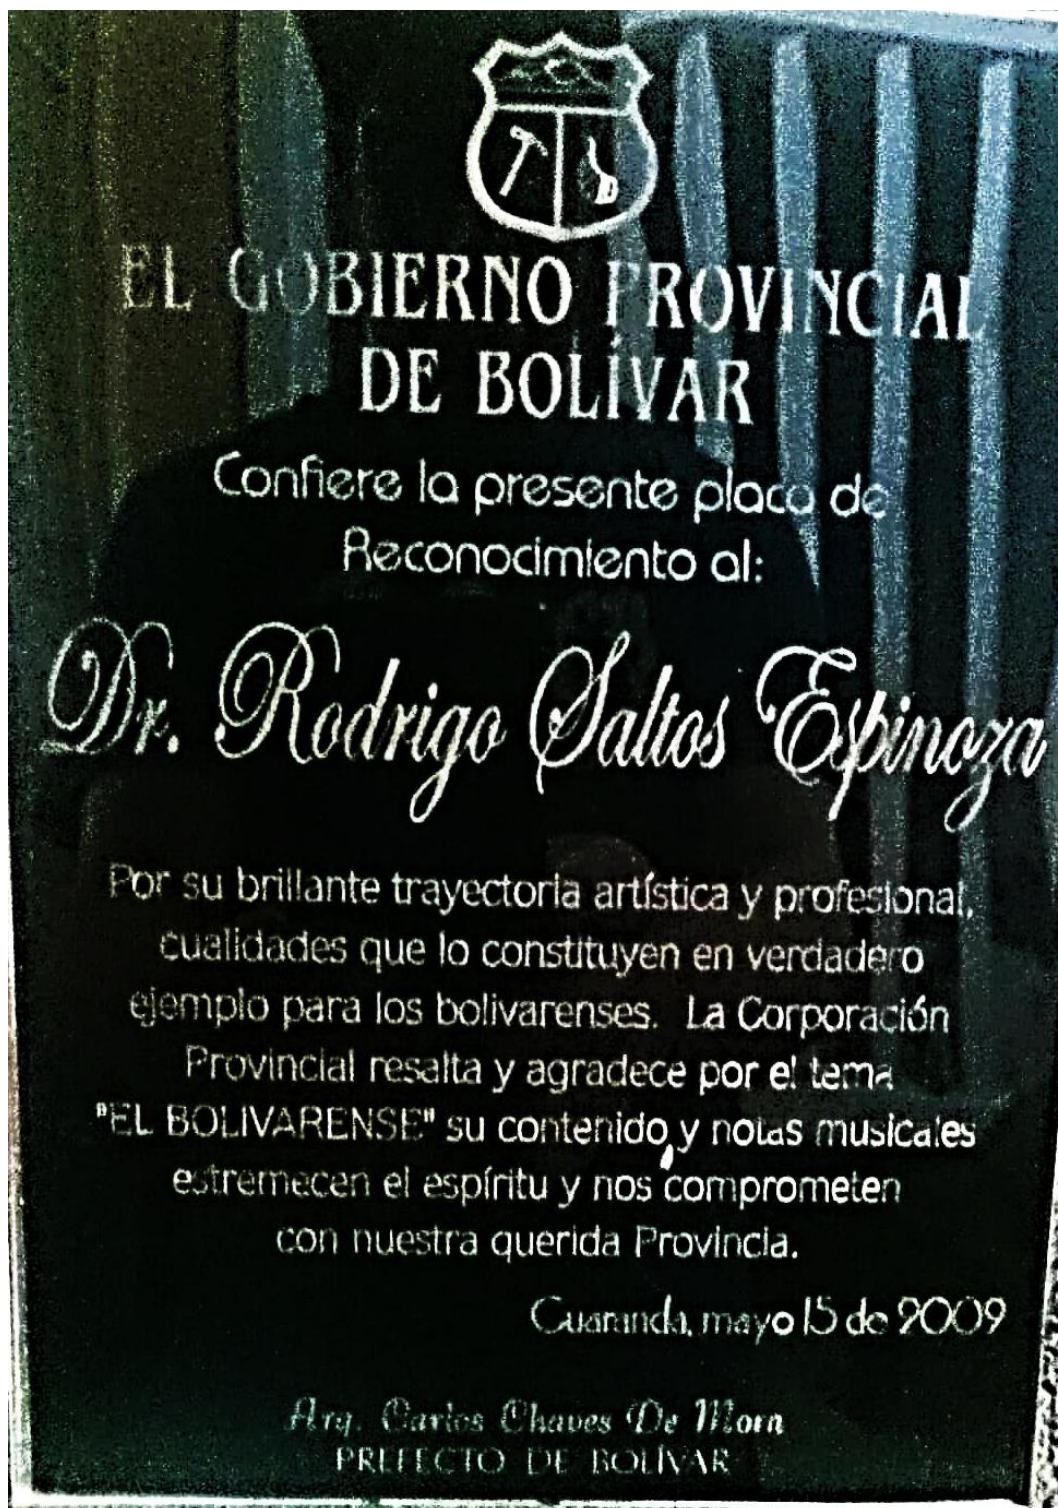 EL GOBIERNO PROVINCIAL
DE BOLÍVAR
Confiere la presente placa de
Reconocimiento al:
Dr. Rodrigo Saltos Espinoza
Por su brillante trayectoria artística y profesional,
cualidades que lo constituyen en verdadero
ejemplo para los bolivarenses. La Corporación
Provincial resalta y agradece por el tema
"EL BOLIVARENSE" su contenido y notas musicales
estremecen el espíritu y nos comprometen
con nuestra querida Provincia.
Guaranda, mayo 15 de 2009
Arq. Carlos Chaves De Morn
PREFECTO DE BOLÍVAR